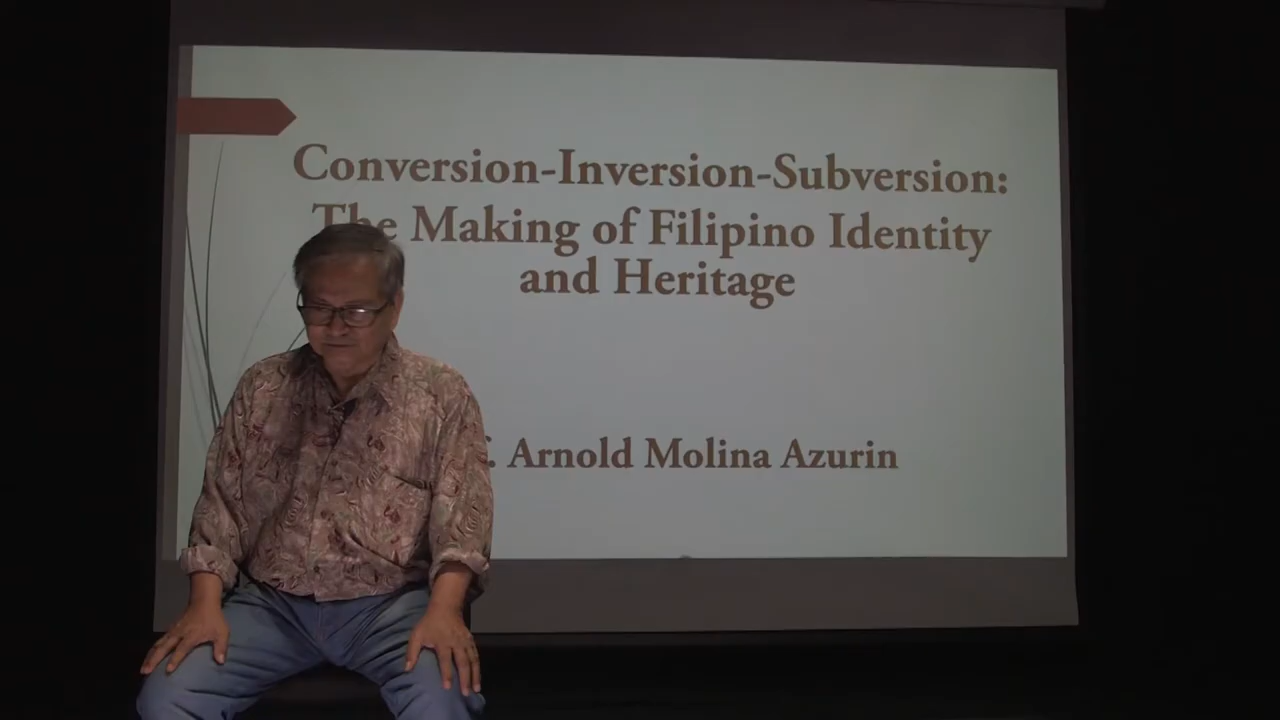 Conversion-Inversion-Subversion:
The Making of Filipino Identity
and Heritage
Arnold Molina Azurin